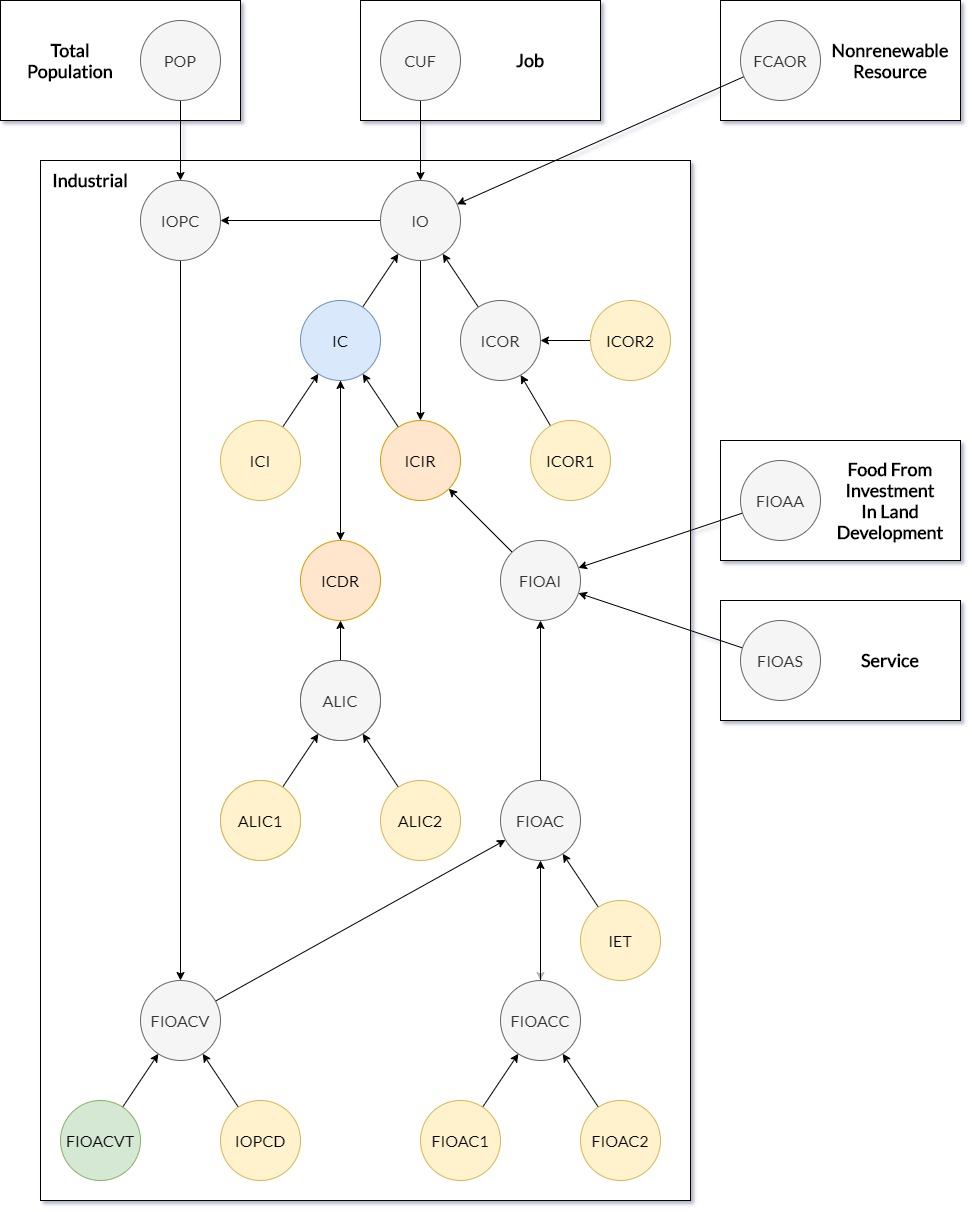 Total
Population
POP
CUF
Job
FCAOR
Nonrenewable
Resource
Industrial
IOPC
IO
IC
ICOR
ICOR2
ICI
ICIR
ICOR1
FIOAA
Food From
Investment
In Land
Development
ICDR
FIOAI
FIOAS
Service
ALIC
ALIC1
ALIC2
FIOAC
IET
FIOACV
FIOACC
FIOACVT
IOPCD
FIOAC1
FIOAC2